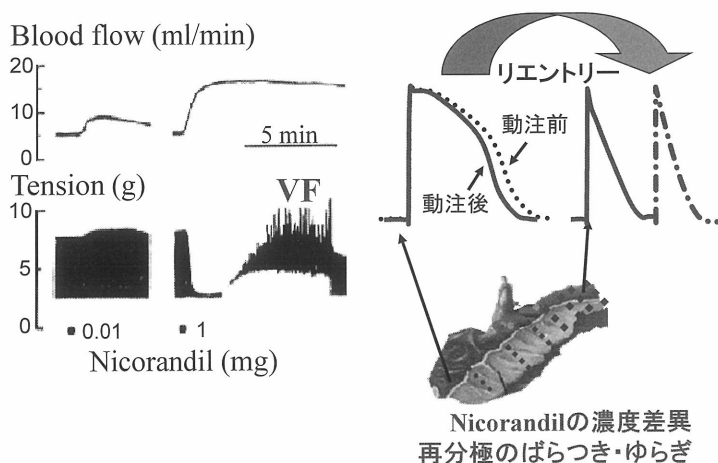 Blood flow (ml/min)
20
10
0
5 min
Tension (g)
VF
10
5
0
■ 0.01
■ 1
Nicorandil (mg)
リエントリー
動注前
動注後
Nicorandilの濃度差異
再分極のばらつき・ゆらぎ